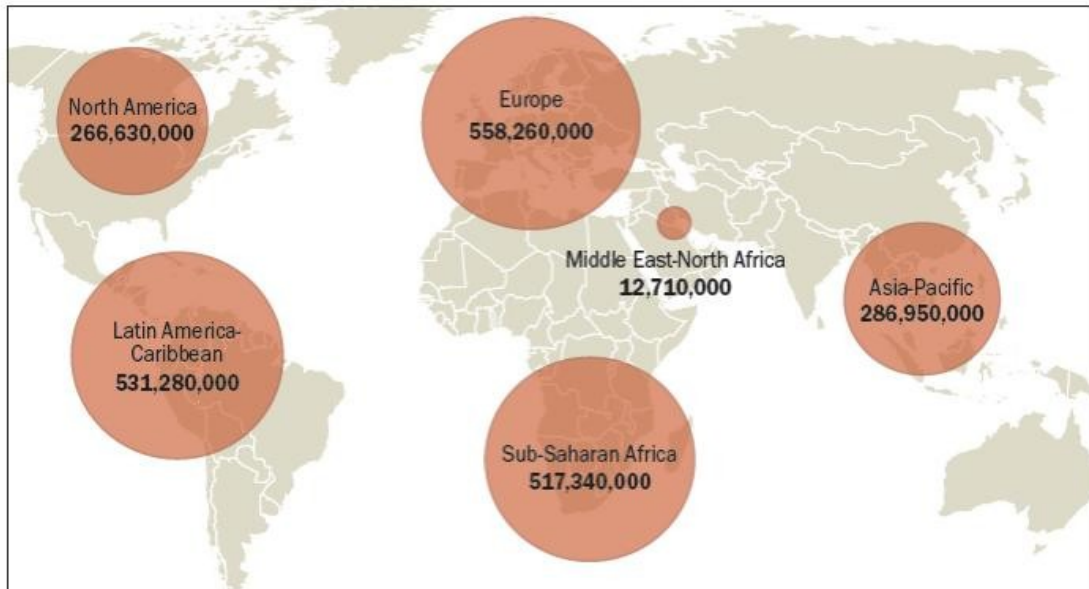 North America
266,630,000
Europe
558,260,000
Middle East-North Africa
12,710,000
Asia-Pacific
286,950,000
Latin America-
Caribbean
531,280,000
Sub-Saharan Africa
517,340,000